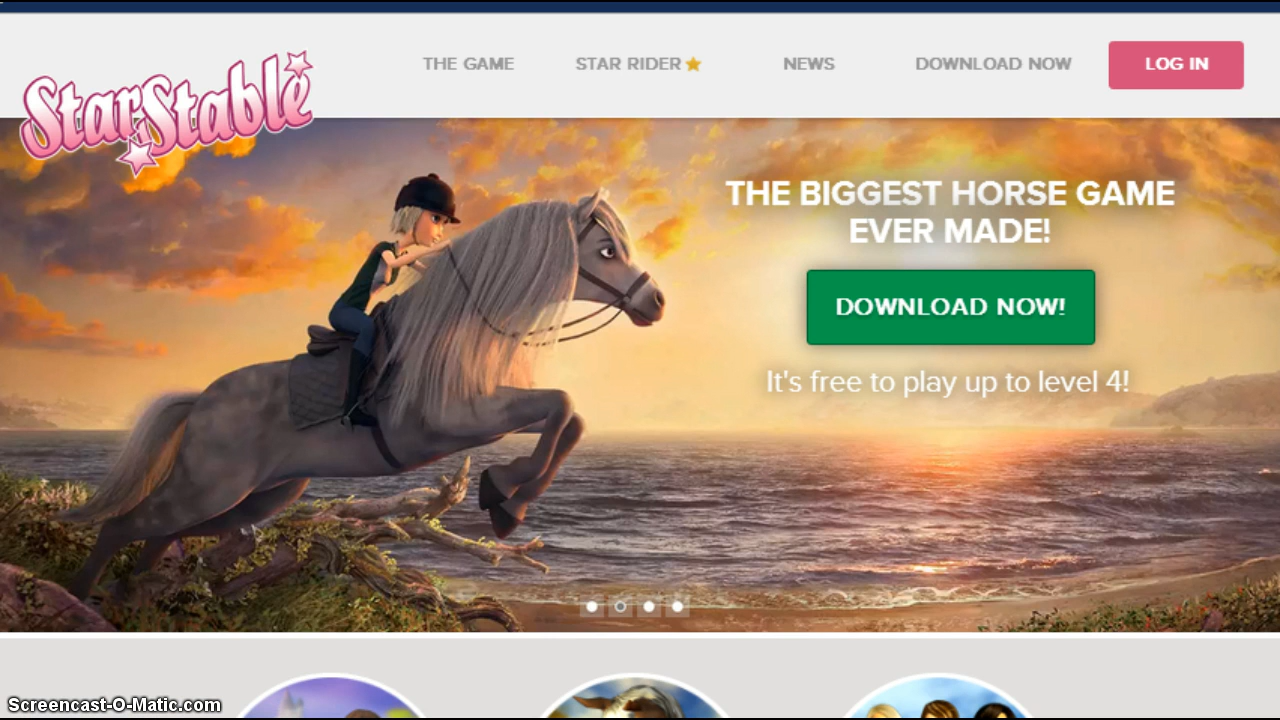 StarStable
THE GAME
STAR RIDER
NEWS
DOWNLOAD NOW
LOG IN
THE BIGGEST HORSE GAME
EVER MADE!
DOWNLOAD NOW!
It's free to play up to level 4!
Screencast-O-Matic.com